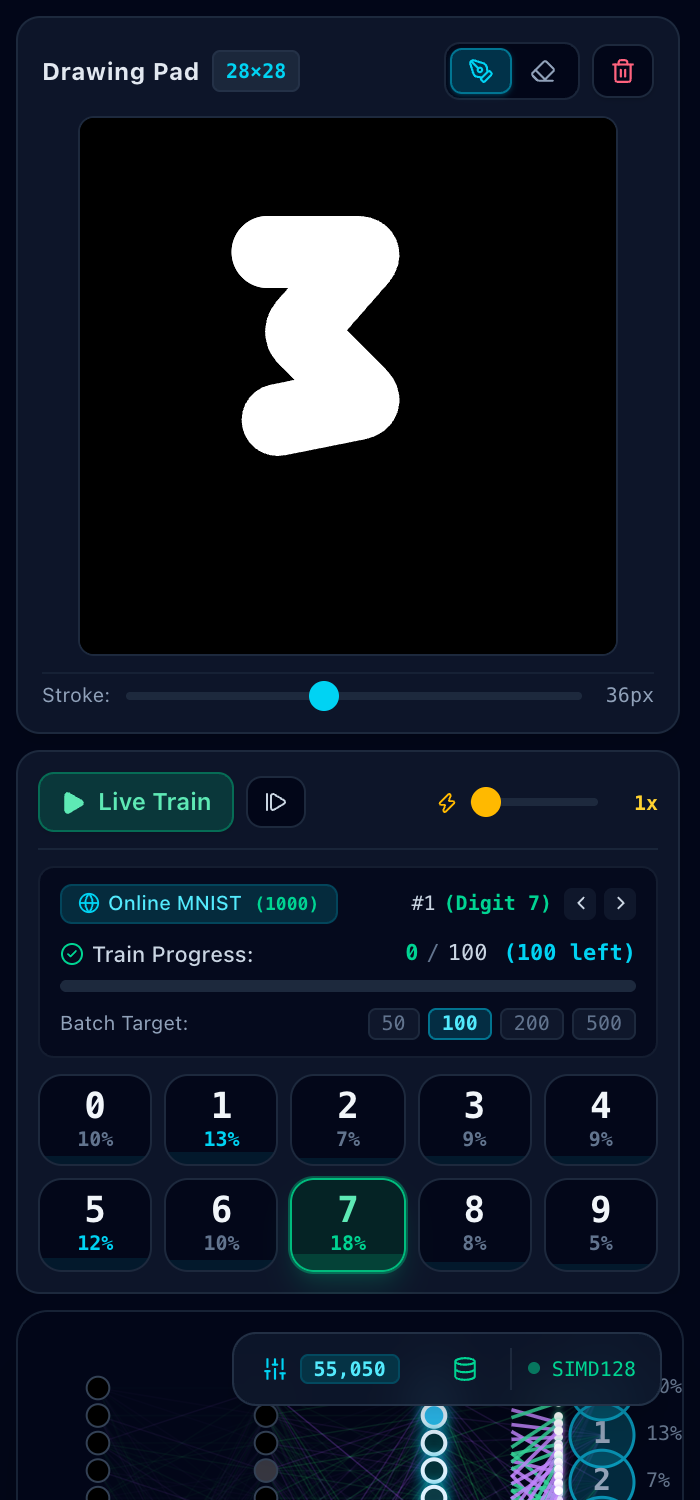 Drawing Pad 28×28
3
Stroke: 36px
Live Train 1x
Online MNIST (1000) #1 (Digit 7)
Train Progress: 0 / 100 (100 left)
Batch Target: 50 100 200 500
0 1 2 3 4
10% 13% 7% 9% 9%
5 6 7 8 9
12% 10% 18% 8% 5%
55,050 SIMD128
0%
1 13%
2 7%